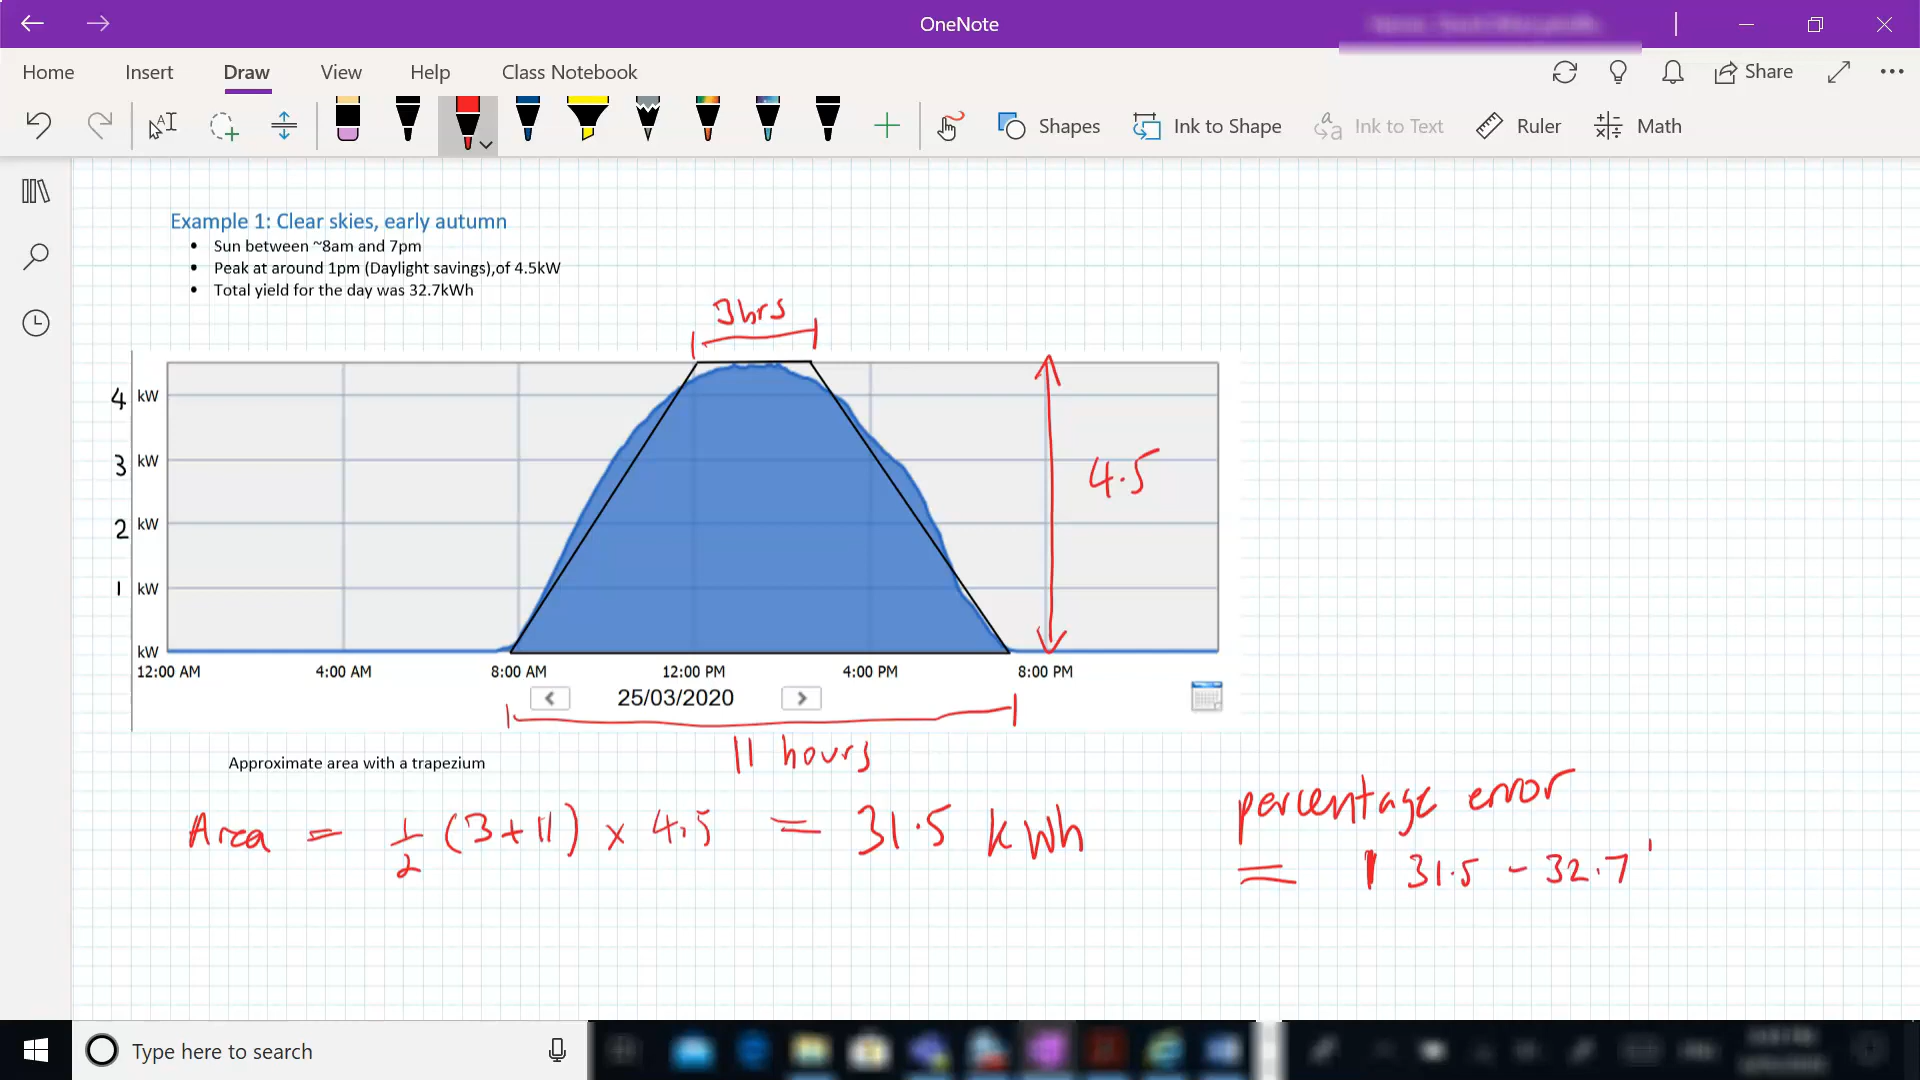 OneNote
Home Insert Draw View Help Class Notebook Share
Shapes Ink to Shape Ink to Text Ruler Math
Example 1: Clear skies, early autumn
• Sun between ~8am and 7pm
• Peak at around 1pm (Daylight savings),of 4.5kW
• Total yield for the day was 32.7kWh
3hrs
4 kW
3 kW
2 kW
1 kW
kW
4.5
12:00 AM 4:00 AM 8:00 AM 12:00 PM 4:00 PM 8:00 PM
25/03/2020
11 hours
Approximate area with a trapezium
Area = 1/2 (3+11) × 4.5 = 31.5 kWh
percentage error
= | 31.5 - 32.7
Type here to search